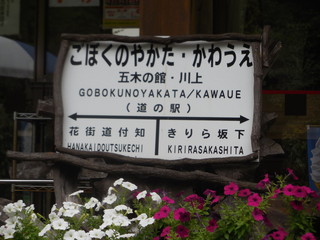 ごぼくのやかた・かわうえ
五木の館・川上
GOBOKUNOYAKATA/KAWAUE
(道の駅)
花街道付知 きりら坂下
HANAKAIDOUTSUKECHI KIRIRASAKASHITA